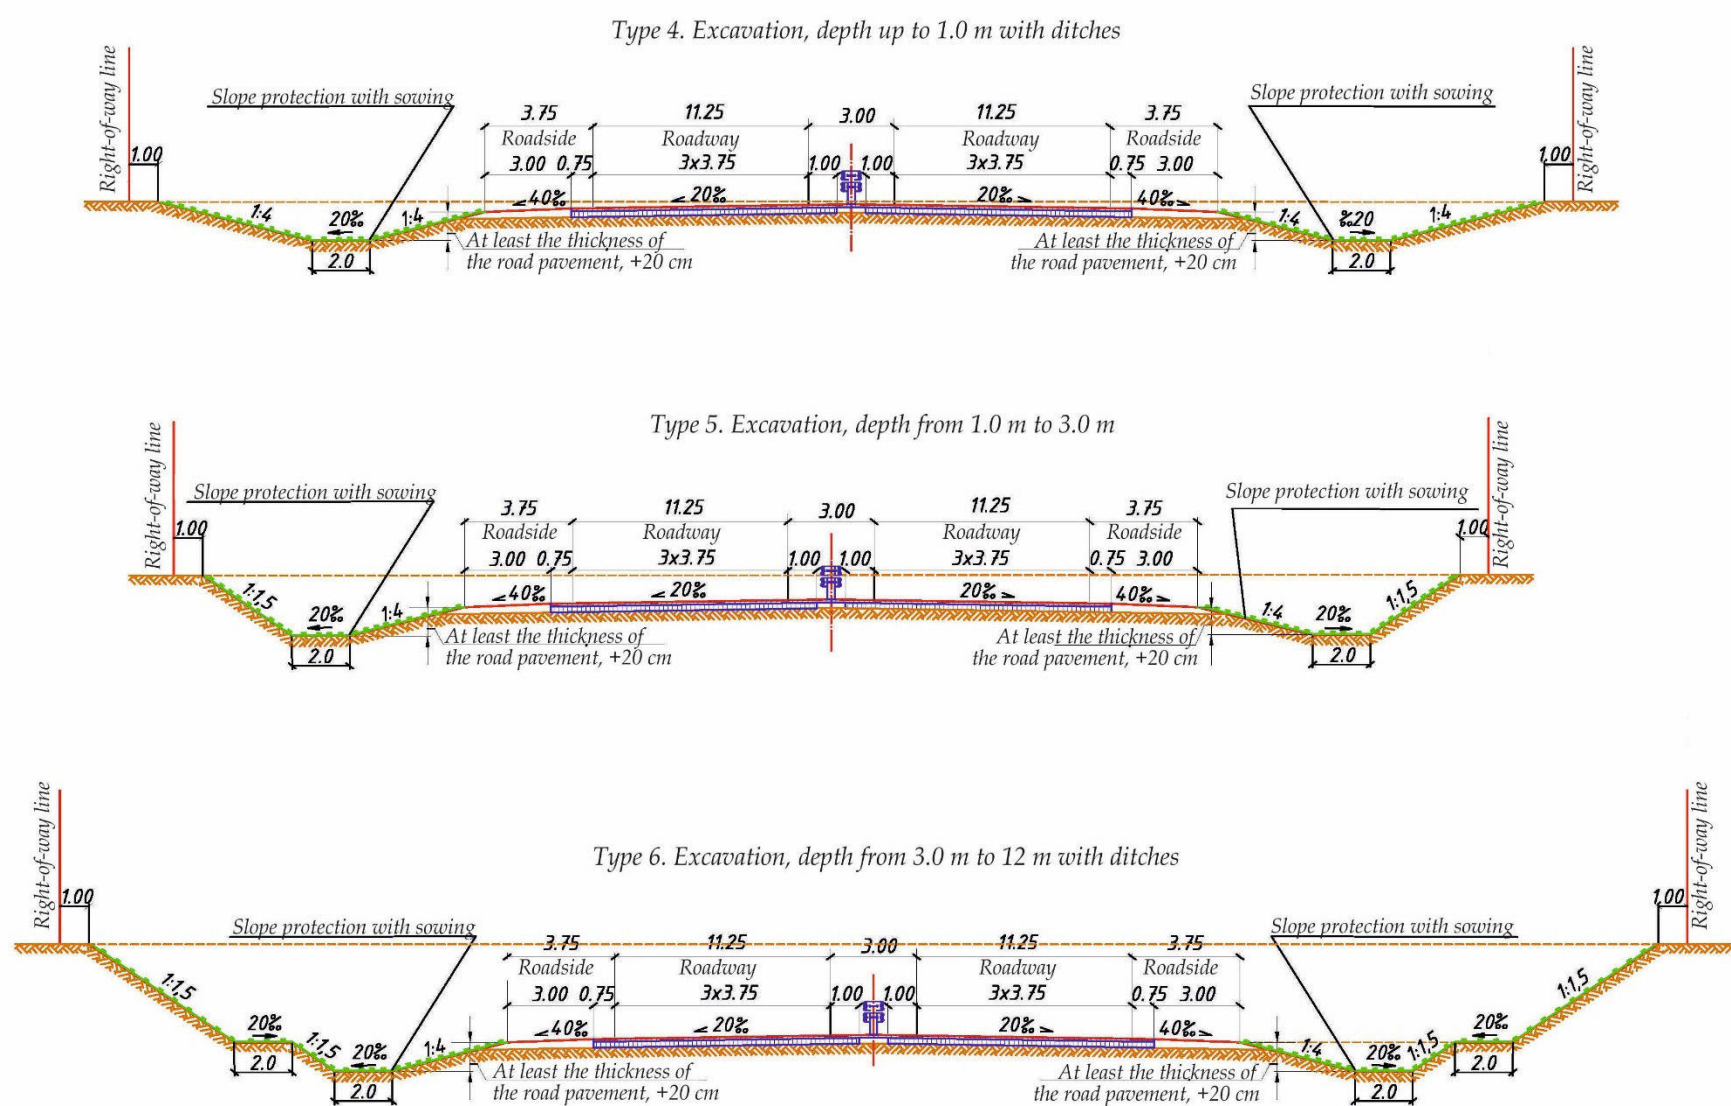 Type 4. Excavation, depth up to 1.0 m with ditches
Right-of-way line
Slope protection with sowing
Slope protection with sowing
Right-of-way line
3.75 11.25 3.00 11.25 3.75
Roadside Roadway Roadway Roadside
1.00 3.00 0.75 3x3.75 1.00 1.00 3x3.75 0.75 3.00 1.00
40‰ 20‰ 20‰ 40‰
1:4 20‰ 1:4 1:4 ‰20 1:4
At least the thickness of
the road pavement, +20 cm
At least the thickness of
the road pavement, +20 cm
2.0 2.0
Type 5. Excavation, depth from 1.0 m to 3.0 m
Right-of-way line
Slope protection with sowing
Slope protection with sowing
Right-of-way line
3.75 11.25 3.00 11.25 3.75
1.00 Roadside Roadway Roadway Roadside 1.00
3.00 0.75 3x3.75 1.00 1.00 3x3.75 0.75 3.00
40‰ 20‰ 20‰ 40‰
1:1,5 20‰ 1:4 1:4 20‰ 1:1,5
At least the thickness of
the road pavement, +20 cm
At least the thickness of
the road pavement, +20 cm
2.0 2.0
Type 6. Excavation, depth from 3.0 m to 12 m with ditches
Right-of-way line
Right-of-way line
1.00 1,00
Slope protection with sowing
Slope protection with sowing
3.75 11.25 3.00 11.25 3.75
Roadside Roadway Roadway Roadside
3.00 0.75 3x3.75 1.00 1.00 3x3.75 0.75 3.00
1:1,5 1:1,5
20‰ 40‰ 20‰ 20‰ 40‰ 20‰
1:1,5 20‰ 1:4 1:4 20‰ 1:1,5
2.0 2.0
At least the thickness of
the road pavement, +20 cm
At least the thickness of
the road pavement, +20 cm
2.0 2.0